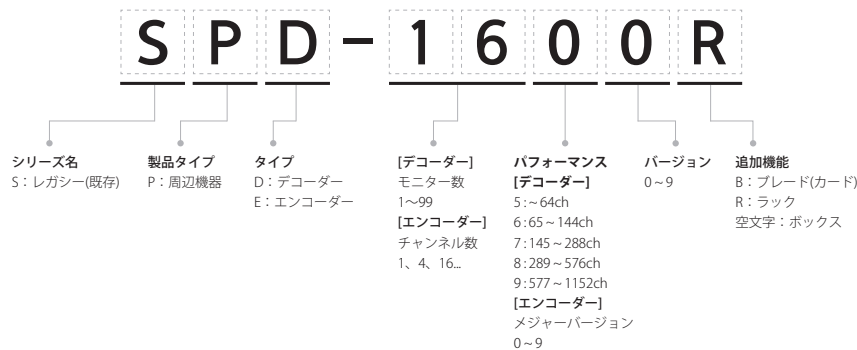 SPD-1600R
シリーズ名
S：レガシー(既存)
製品タイプ
P：周辺機器
タイプ
D：デコーダー
E：エンコーダー
[デコーダー]
モニター数
1～99
[エンコーダー]
チャンネル数
1、4、16...
パフォーマンス
[デコーダー]
5：～64ch
6：65～144ch
7：145～288ch
8：289～576ch
9：577～1152ch
[エンコーダー]
メジャーバージョン
0～9
バージョン
0～9
追加機能
B：ブレード(カード)
R：ラック
空文字：ボックス